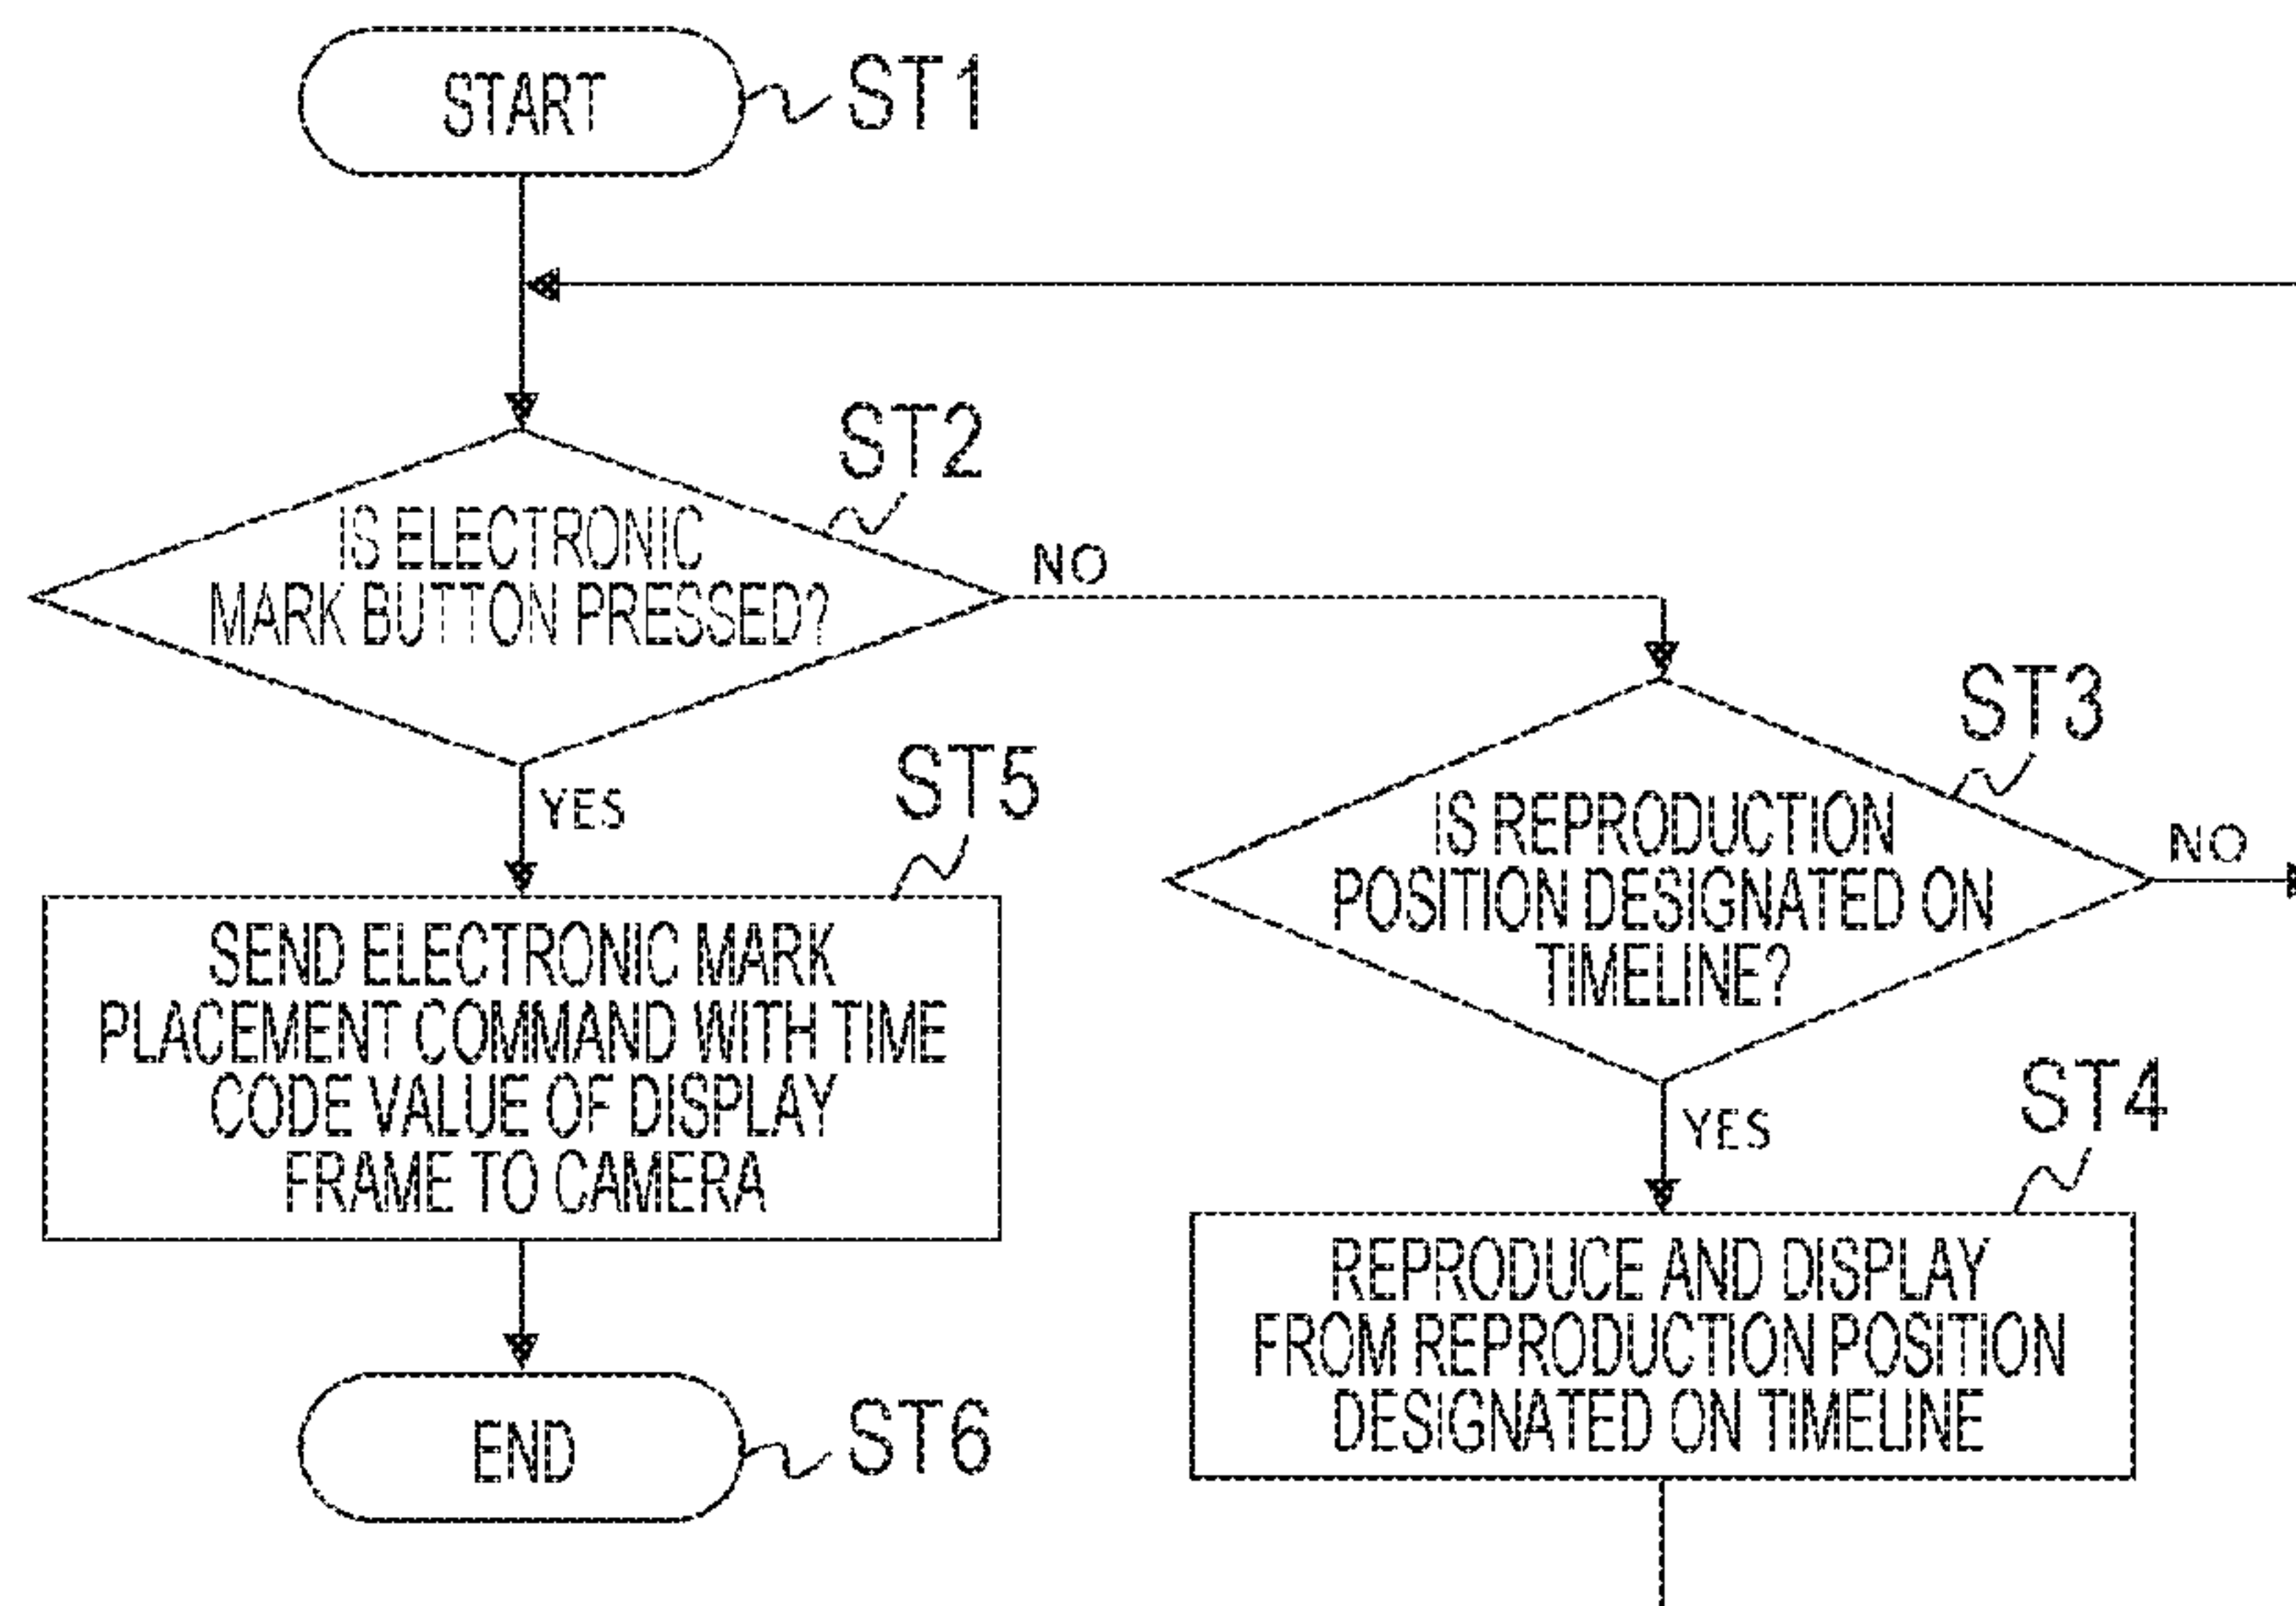 START
ST1
ST2
IS ELECTRONIC
MARK BUTTON PRESSED?
NO
YES
ST3
IS REPRODUCTION
POSITION DESIGNATED ON
TIMELINE?
NO
YES
ST5
SEND ELECTRONIC MARK
PLACEMENT COMMAND WITH TIME
CODE VALUE OF DISPLAY
FRAME TO CAMERA
ST4
REPRODUCE AND DISPLAY
FROM REPRODUCTION POSITION
DESIGNATED ON TIMELINE
END
ST6